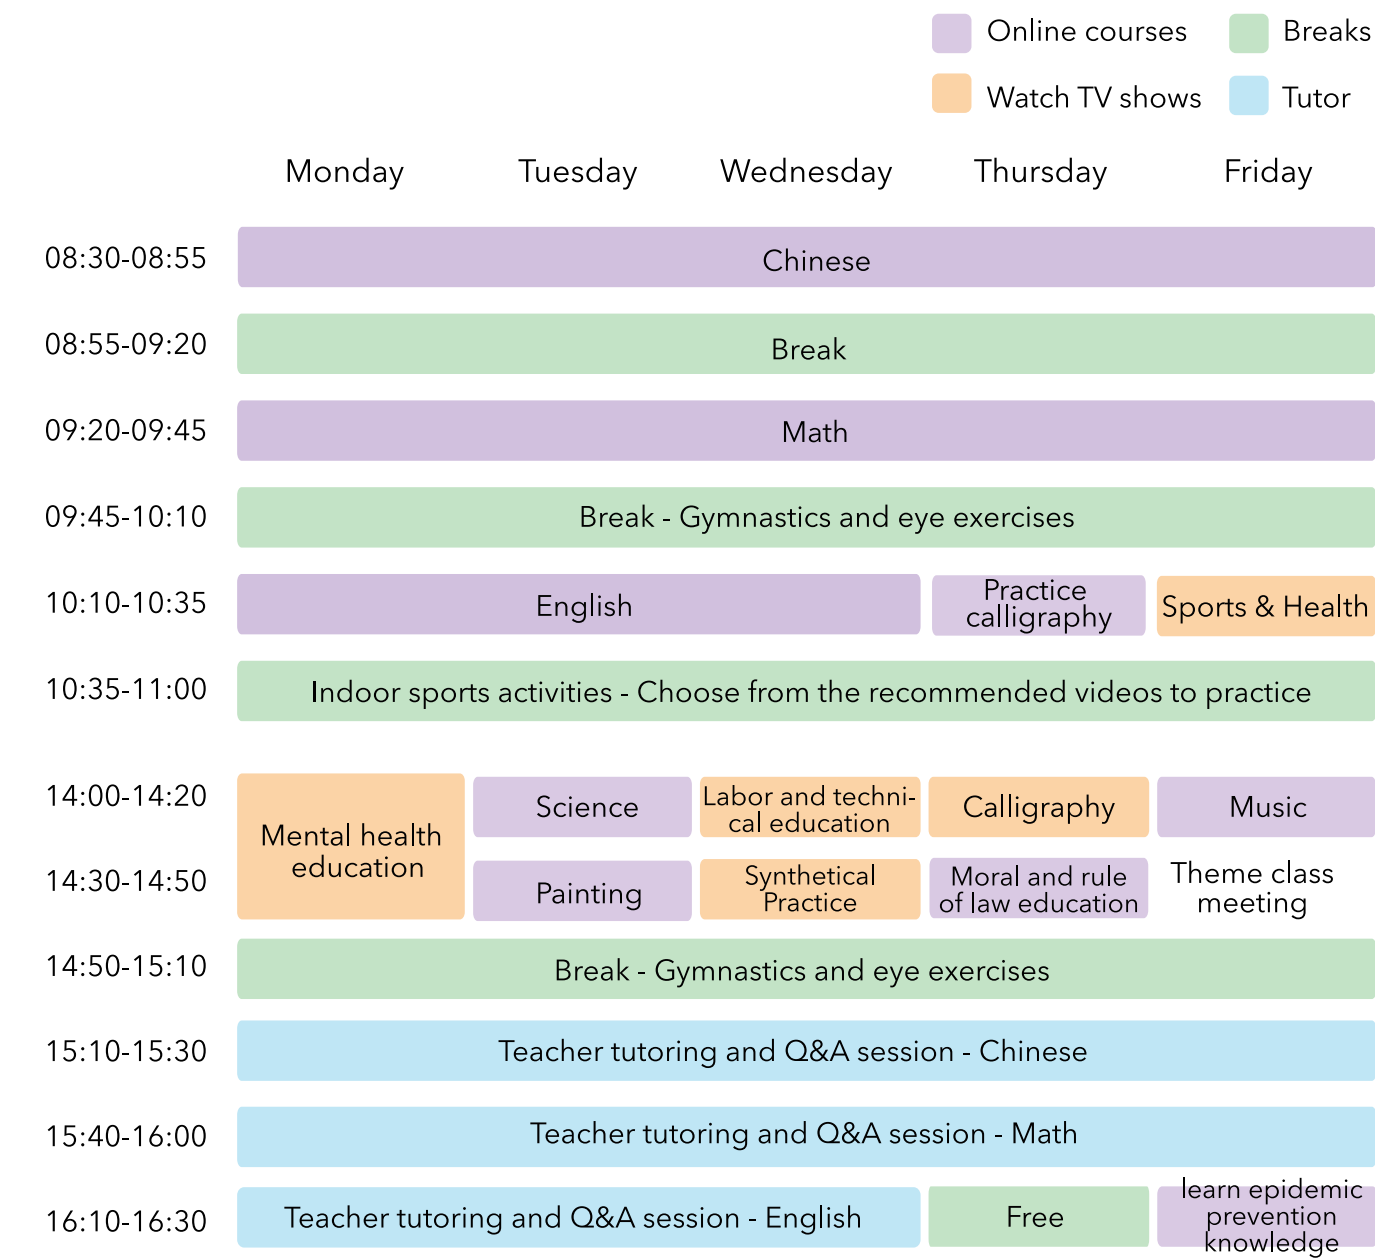 Online courses
Breaks
Watch TV shows
Tutor
Monday
Tuesday
Wednesday
Thursday
Friday
08:30-08:55
Chinese
08:55-09:20
Break
09:20-09:45
Math
09:45-10:10
Break - Gymnastics and eye exercises
10:10-10:35
English
Practice
calligraphy
Sports & Health
10:35-11:00
Indoor sports activities - Choose from the recommended videos to practice
14:00-14:20
Mental health
education
Science
Labor and techni-
cal education
Calligraphy
Music
14:30-14:50
Painting
Synthetical
Practice
Moral and rule
of law education
Theme class
meeting
14:50-15:10
Break - Gymnastics and eye exercises
15:10-15:30
Teacher tutoring and Q&A session - Chinese
15:40-16:00
Teacher tutoring and Q&A session - Math
16:10-16:30
Teacher tutoring and Q&A session - English
Free
learn epidemic
prevention
knowledge